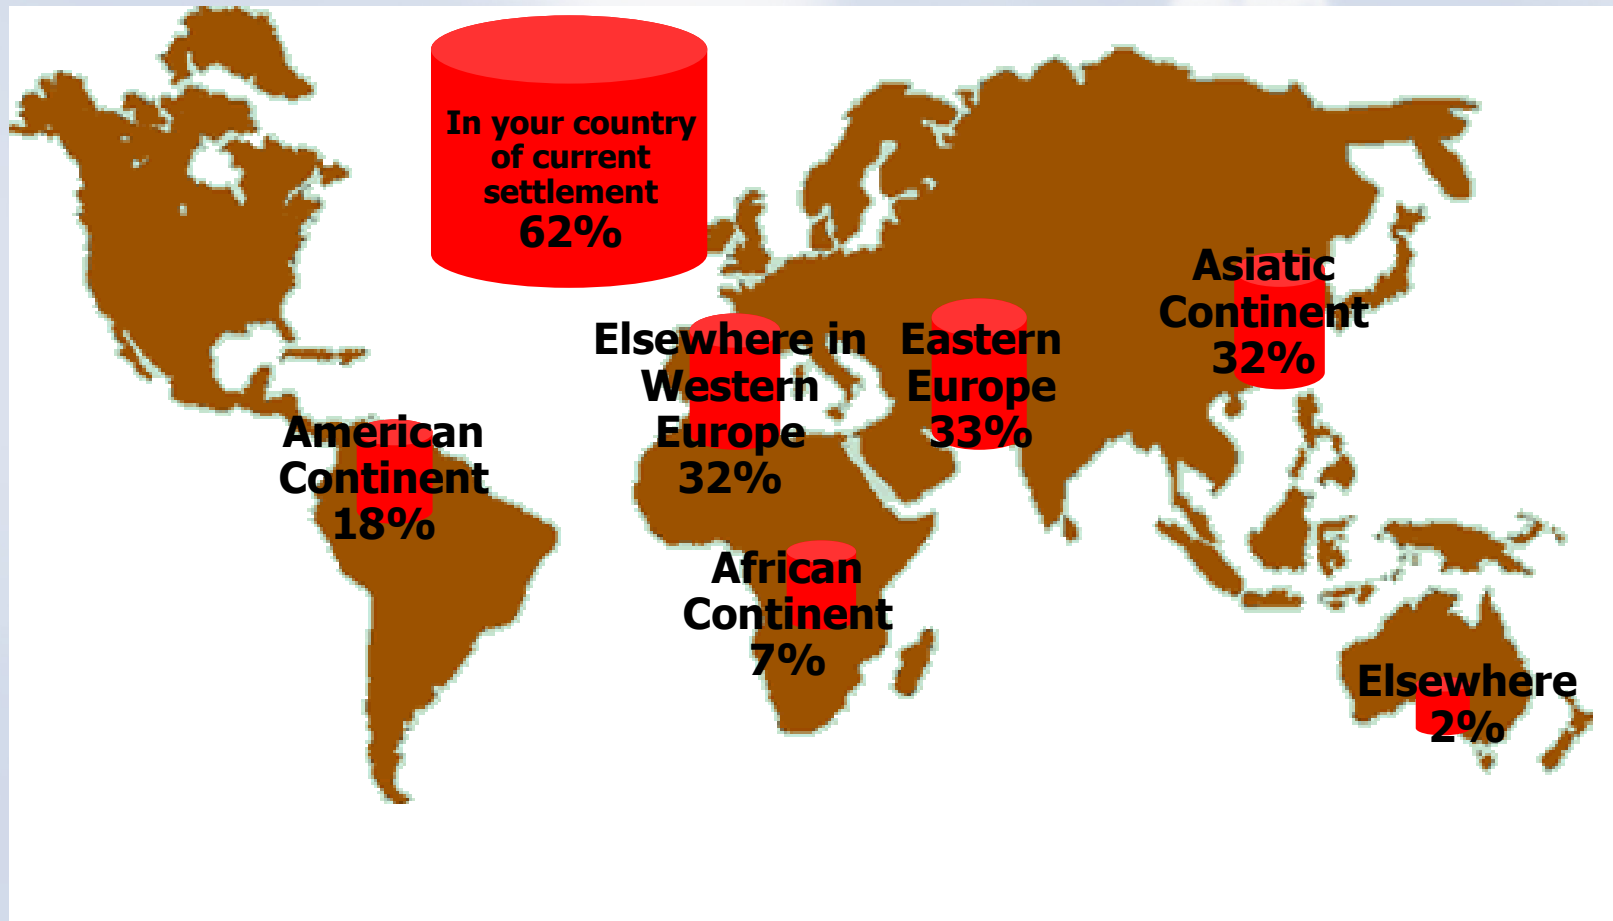 In your country
of current
settlement
62%
Asiatic
Continent
32%
Elsewhere in
Western
Europe
32%
Eastern
Europe
33%
American
Continent
18%
African
Continent
7%
Elsewhere
2%